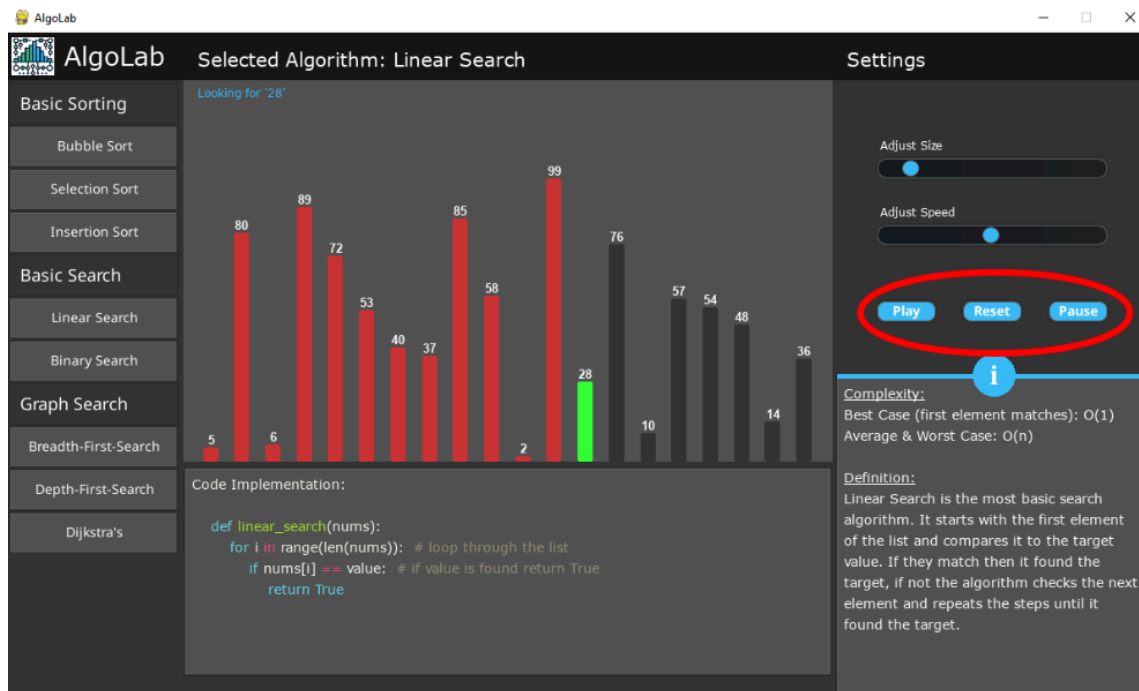 AlgoLab
AlgoLab
Selected Algorithm: Linear Search
Settings
Basic Sorting
Bubble Sort
Selection Sort
Insertion Sort
Basic Search
Linear Search
Binary Search
Graph Search
Breadth-First-Search
Depth-First-Search
Dijkstra's
Looking for '28'
5
80
6
89
72
53
40
37
85
58
2
99
28
76
10
57
54
48
14
36
Code Implementation:
def linear_search(nums):
for i in range(len(nums)): # loop through the list
if nums[i] == value: # if value is found return True
return True
Adjust Size
Adjust Speed
Play Reset Pause
i
Complexity:
Best Case (first element matches): O(1)
Average & Worst Case: O(n)
Definition:
Linear Search is the most basic search
algorithm. It starts with the first element
of the list and compares it to the target
value. If they match then it found the
target, if not the algorithm checks the next
element and repeats the steps until it
found the target.